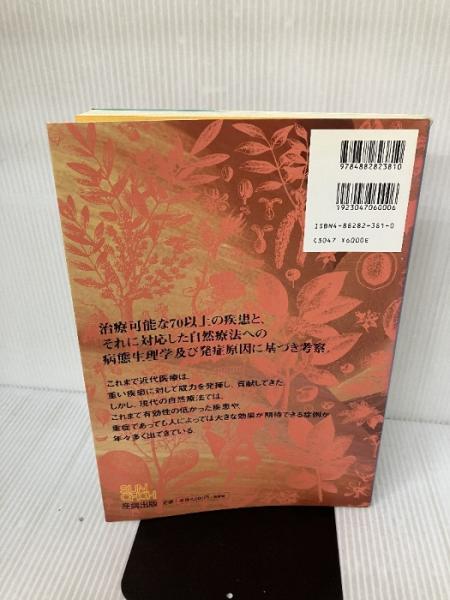 9784882823810
1923047060006
ISBN4-88282-381-0
C3047 ¥6000E
治療可能な70以上の疾患と、
それに対応した自然療法への
病態生理学及び発症原因に基づき考察。
これまで近代医療は、
重い疾患に対して威力を発揮し、貢献してきた。
しかし、現代の自然療法では、
これまで有効性の低かった疾患や、
重症であっても人によっては大きな効果が期待できる症例が
年々多く出てきている。
産調出版